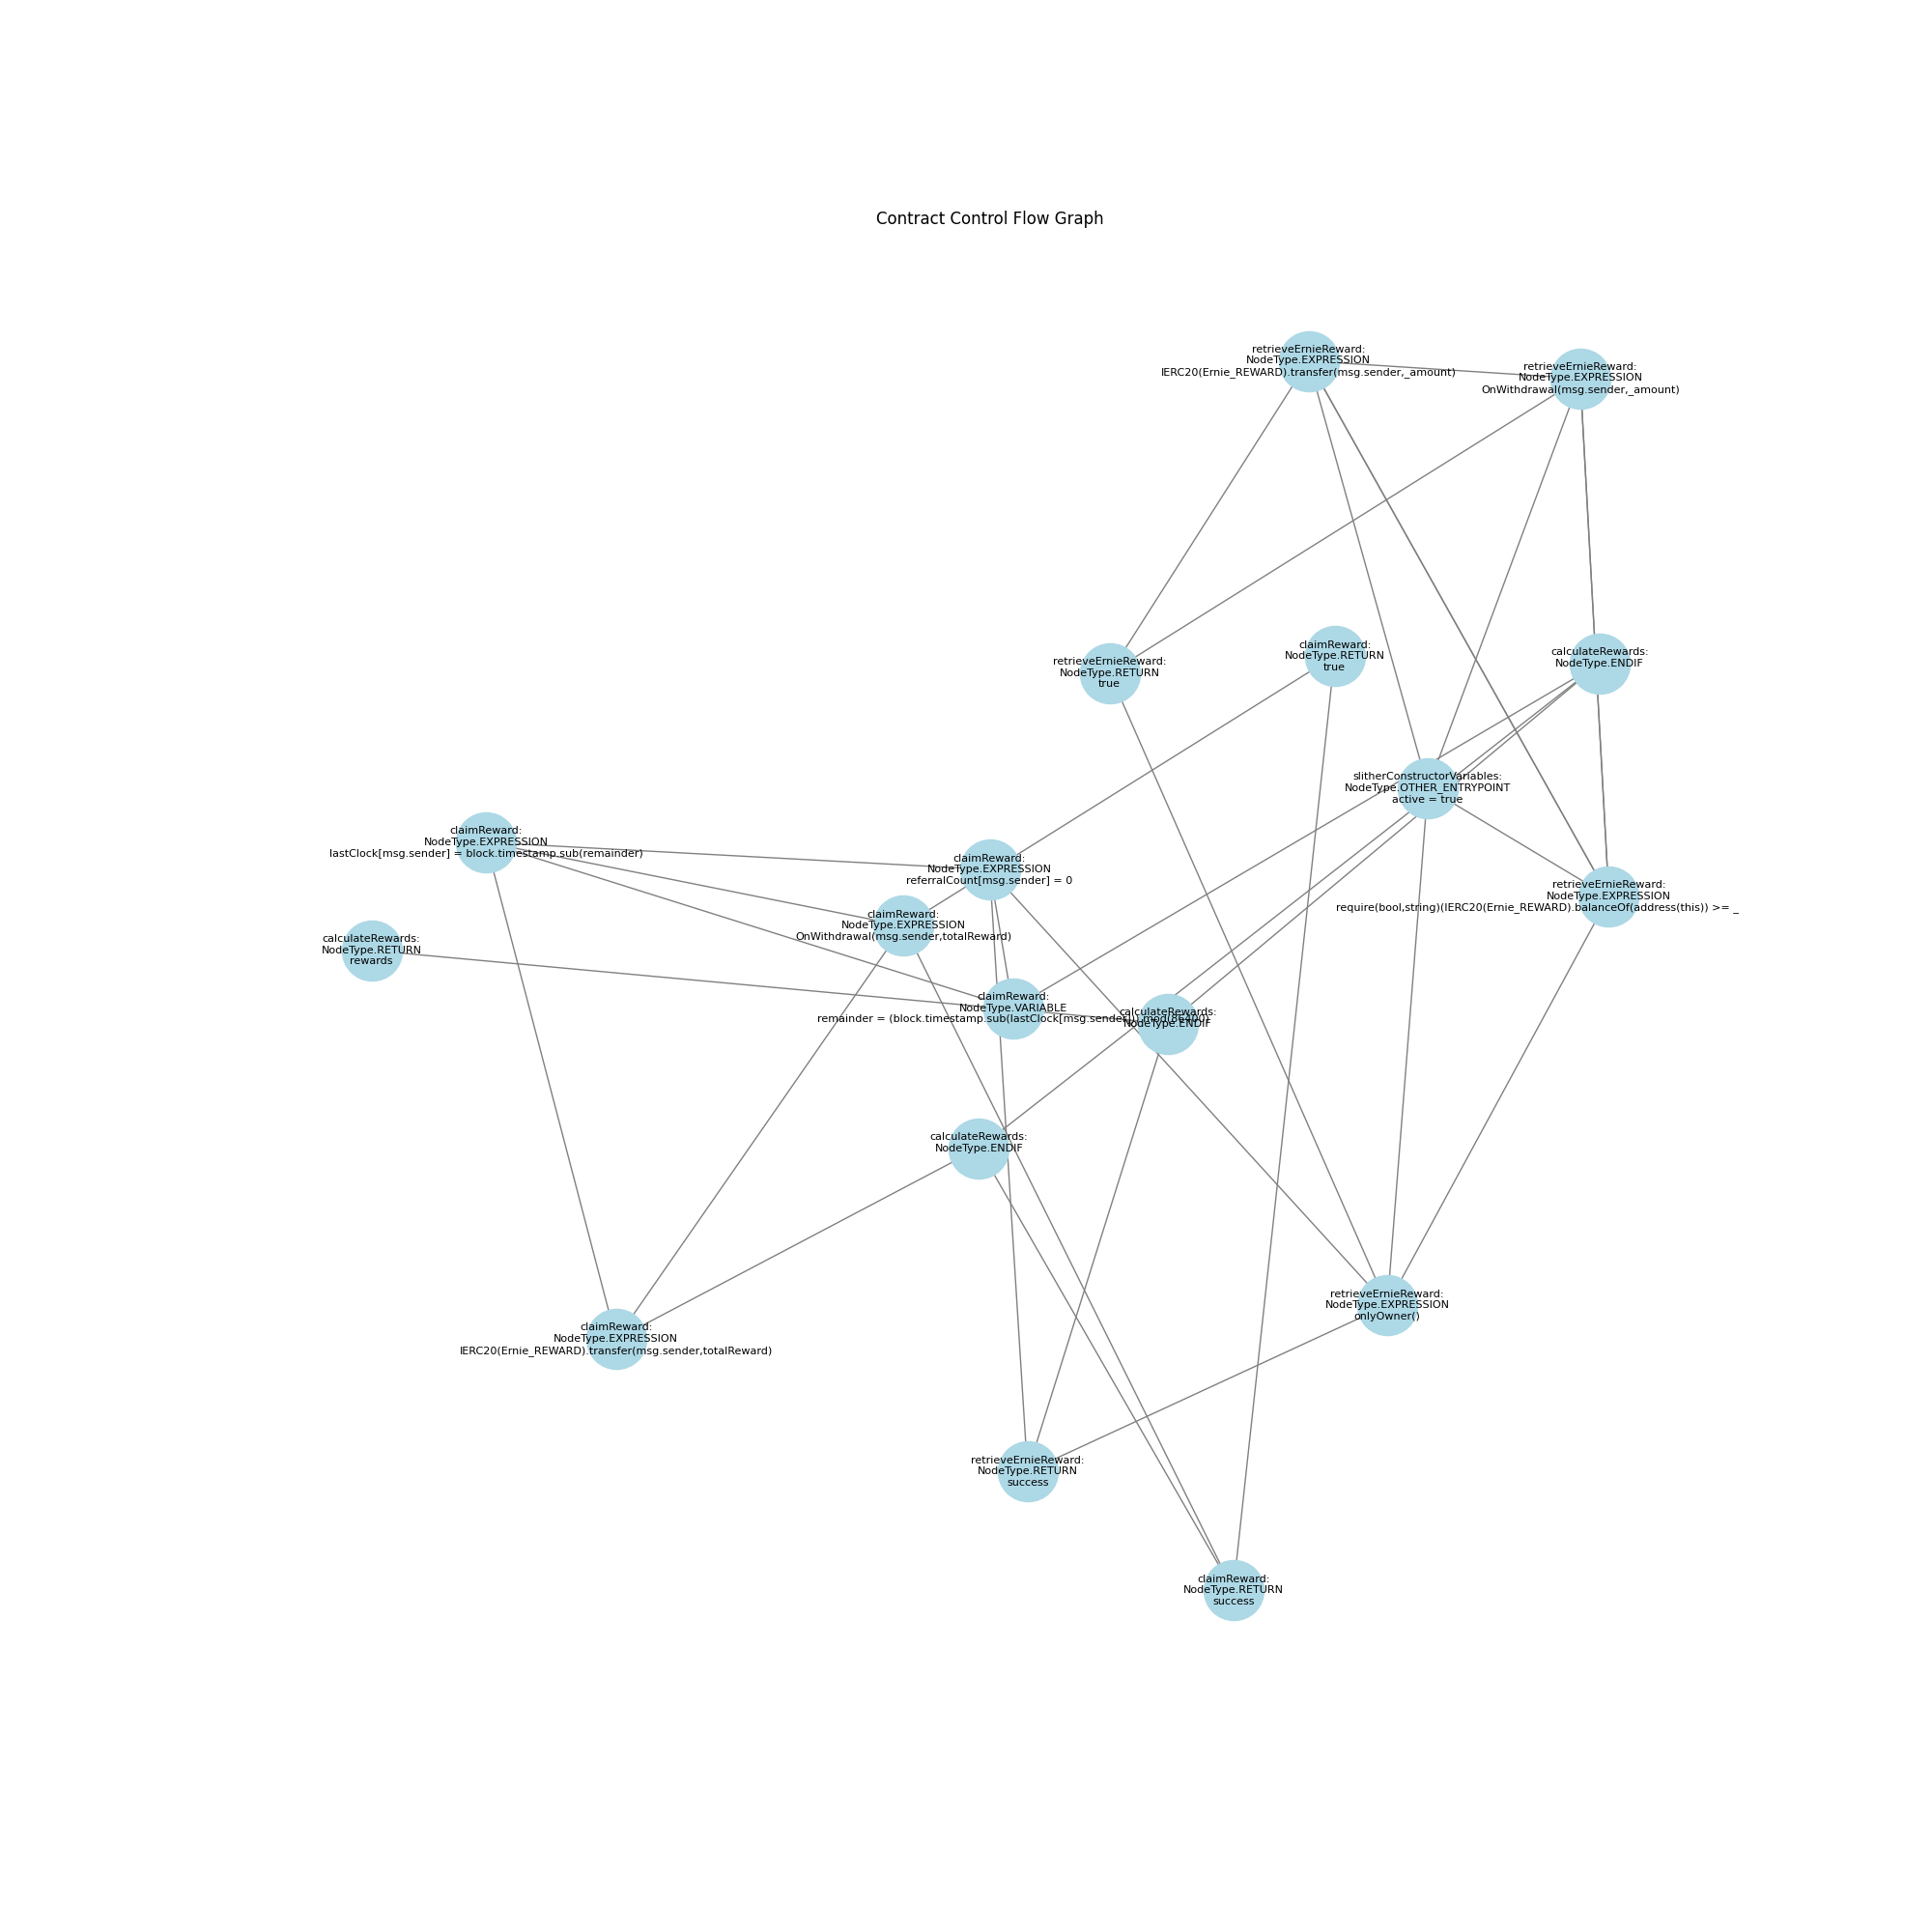 Contract Control Flow Graph
retrieveErnieReward:
NodeType.EXPRESSION
IERC20(Ernie_REWARD).transfer(msg.sender,_amount)
retrieveErnieReward:
NodeType.EXPRESSION
OnWithdrawal(msg.sender,_amount)
retrieveErnieReward:
NodeType.RETURN
true
claimReward:
NodeType.RETURN
true
calculateRewards:
NodeType.ENDIF
slitherConstructorVariables:
NodeType.OTHER_ENTRYPOINT
active = true
claimReward:
NodeType.EXPRESSION
lastClock[msg.sender] = block.timestamp.sub(remainder)
claimReward:
NodeType.EXPRESSION
referralCount[msg.sender] = 0
retrieveErnieReward:
NodeType.EXPRESSION
require(bool,string)(IERC20(Ernie_REWARD).balanceOf(address(this)) >= _
claimReward:
NodeType.EXPRESSION
OnWithdrawal(msg.sender,totalReward)
calculateRewards:
NodeType.RETURN
rewards
claimReward:
NodeType.VARIABLE
remainder = (block.timestamp.sub(lastClock[msg.sender])).mod(86400)
calculateRewards:
NodeType.ENDIF
calculateRewards:
NodeType.ENDIF
retrieveErnieReward:
NodeType.EXPRESSION
onlyOwner()
claimReward:
NodeType.EXPRESSION
IERC20(Ernie_REWARD).transfer(msg.sender,totalReward)
retrieveErnieReward:
NodeType.RETURN
success
claimReward:
NodeType.RETURN
success